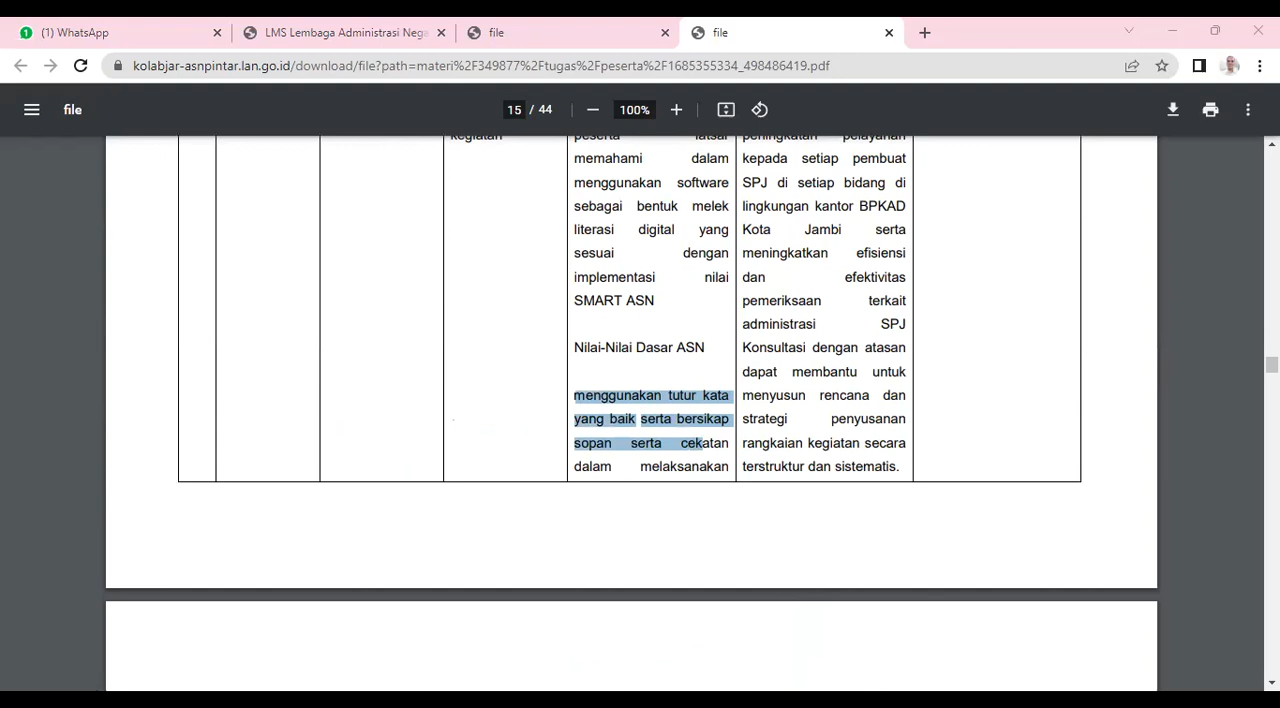 (1) WhatsApp
LMS Lembaga Administrasi Nega
file
file
kolabjar-asnpintar.lan.go.id/download/file?path=materi%2F349877%2Ftugas%2Fpeserta%2F1685355334_498486419.pdf
file
15 / 44
100%
kegiatan
peserta latsar
memahami dalam
menggunakan software
sebagai bentuk melek
literasi digital yang
sesuai dengan
implementasi nilai
SMART ASN
Nilai-Nilai Dasar ASN
menggunakan tutur kata
yang baik serta bersikap
sopan serta cekatan
dalam melaksanakan
peningkatan pelayanan
kepada setiap pembuat
SPJ di setiap bidang di
lingkungan kantor BPKAD
Kota Jambi serta
meningkatkan efisiensi
dan efektivitas
pemeriksaan terkait
administrasi SPJ
Konsultasi dengan atasan
dapat membantu untuk
menyusun rencana dan
strategi penyusanan
rangkaian kegiatan secara
terstruktur dan sistematis.